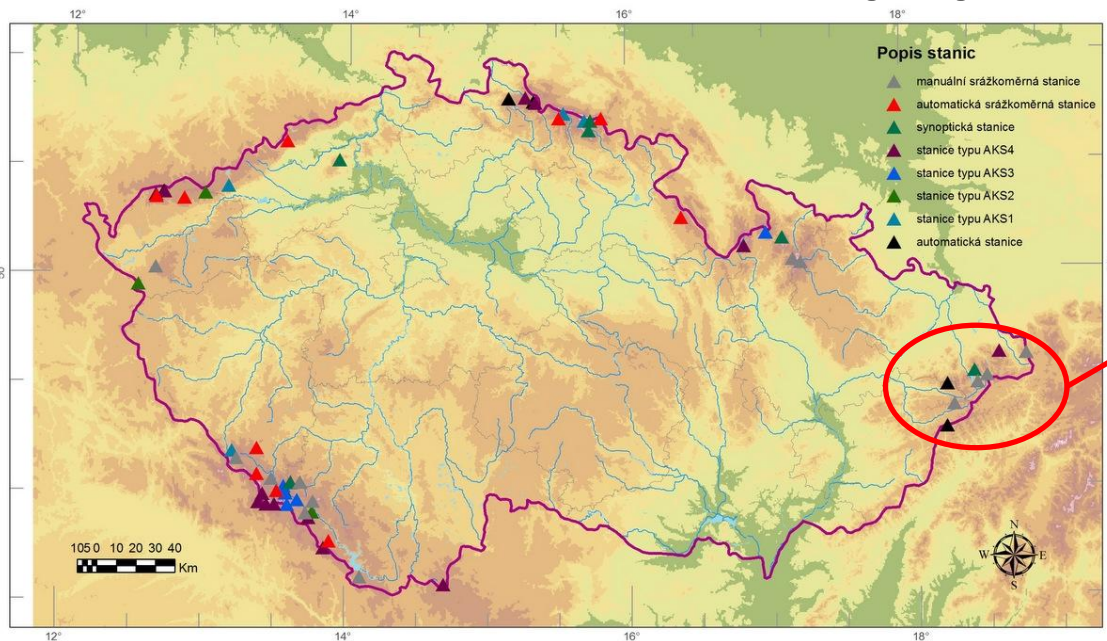 12°
14°
16°
18°
Popis stanic
manuální srážkoměrná stanice
automatická srážkoměrná stanice
synoptická stanice
stanice typu AKS4
stanice typu AKS3
stanice typu AKS2
stanice typu AKS1
automatická stanice
105 0 10 20 30 40
Km
N
W
E
S
12°
14°
16°
18°